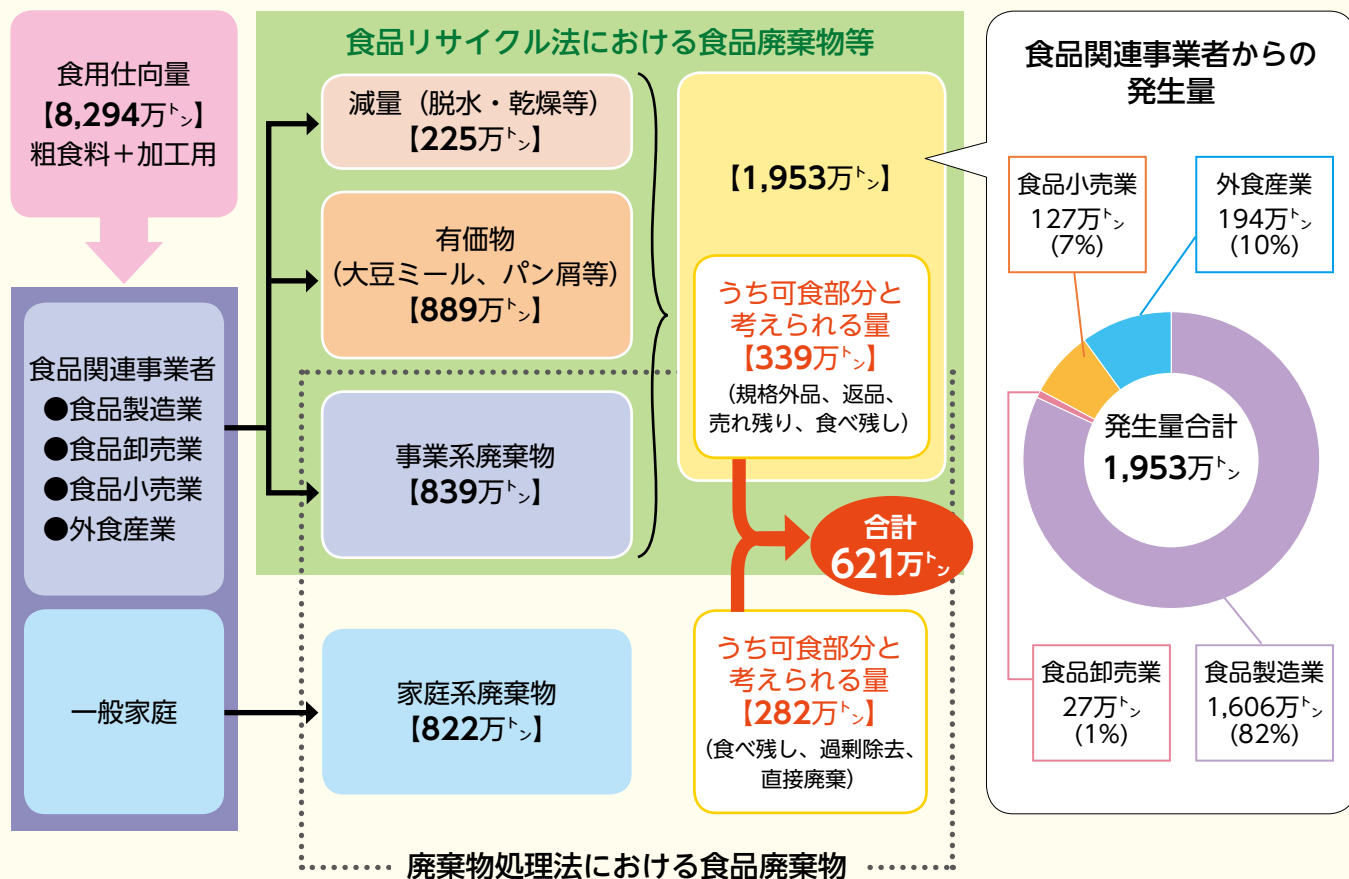 食用仕向量
【8,294万トン】
粗食料＋加工用
食品関連事業者
●食品製造業
●食品卸売業
●食品小売業
●外食産業
一般家庭
食品リサイクル法における食品廃棄物等
減量（脱水・乾燥等）
【225万トン】
有価物
（大豆ミール、パン屑等）
【889万トン】
事業系廃棄物
【839万トン】
家庭系廃棄物
【822万トン】
【1,953万トン】
うち可食部分と
考えられる量
【339万トン】
（規格外品、返品、
売れ残り、食べ残し）
合計
621万トン
うち可食部分と
考えられる量
【282万トン】
（食べ残し、過剰除去、
直接廃棄）
廃棄物処理法における食品廃棄物
食品関連事業者からの
発生量
食品小売業
127万トン
(7%)
外食産業
194万トン
(10%)
発生量合計
1,953万トン
食品卸売業
27万トン
(1%)
食品製造業
1,606万トン
(82%)